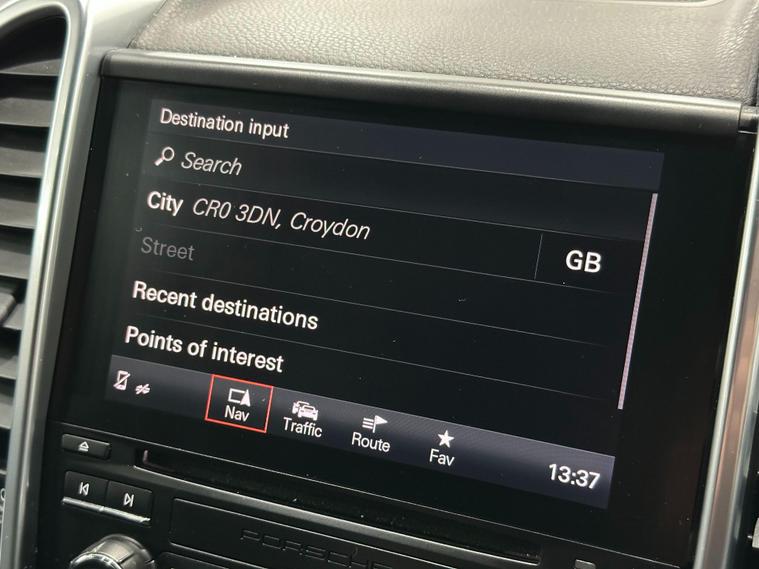 Destination input
Search
City CR0 3DN, Croydon
GB
Street
Recent destinations
Points of interest
Nav
Traffic
Route
Fav
13:37
PORSCHE